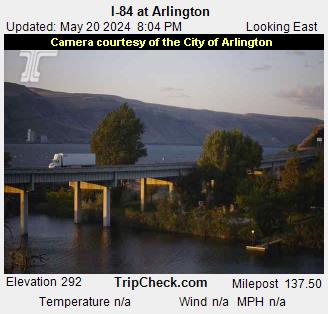 I-84 at Arlington
Updated: May 20 2024 8:04 PM Looking East
Camera courtesy of the City of Arlington
Elevation 292 TripCheck.com Milepost 137.50
Temperature n/a Wind n/a MPH n/a